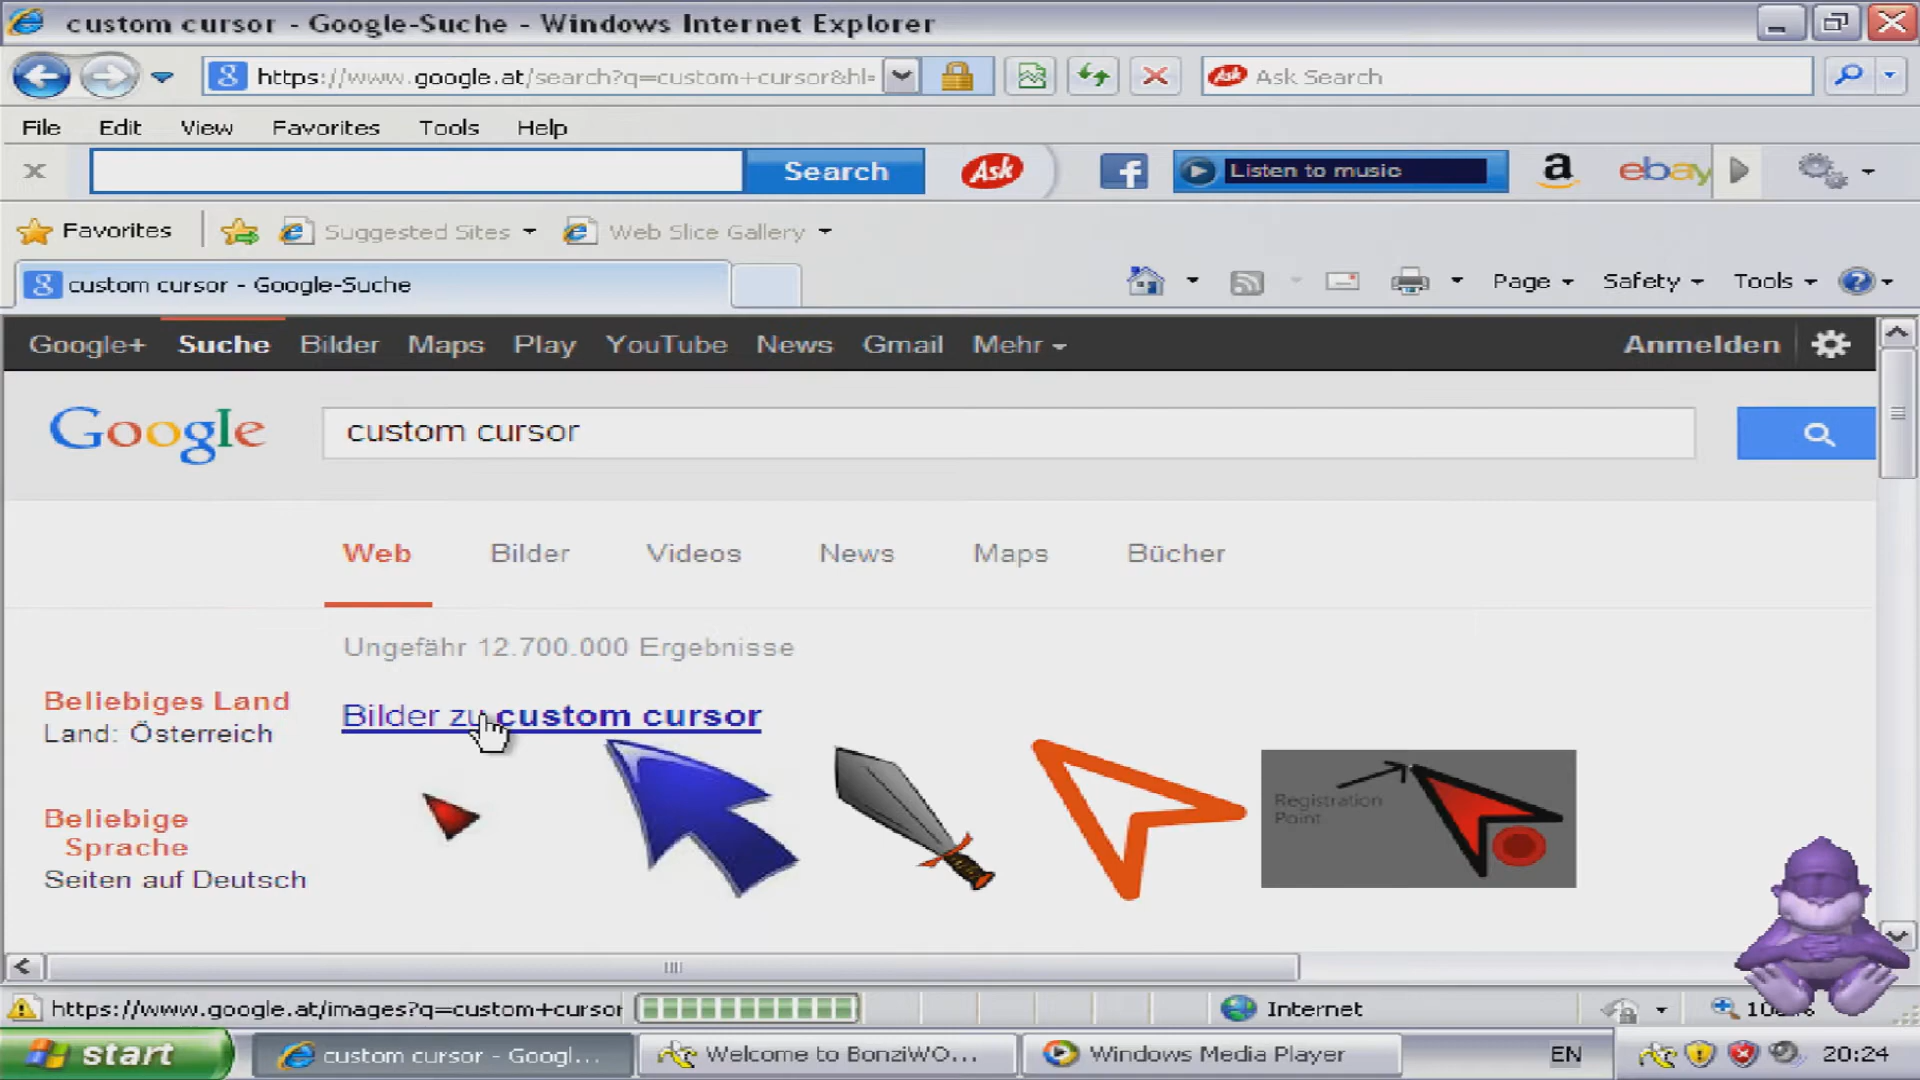 custom cursor - Google-Suche - Windows Internet Explorer
https://www.google.at/search?q=custom+cursor&hl=
Ask Search
File Edit View Favorites Tools Help
Search Ask Listen to music a ebay
Favorites Suggested Sites Web Slice Gallery
custom cursor - Google-Suche Page Safety Tools
Google+ Suche Bilder Maps Play YouTube News Gmail Mehr Anmelden
Google custom cursor
Web Bilder Videos News Maps Bücher
Ungefähr 12.700.000 Ergebnisse
Beliebiges Land
Land: Österreich
Beliebige
Sprache
Seiten auf Deutsch
Bilder zu custom cursor
Registration
Point
https://www.google.at/images?q=custom+cursor
Internet
start custom cursor - Googl... Welcome to BonziWO... Windows Media Player EN 20:24